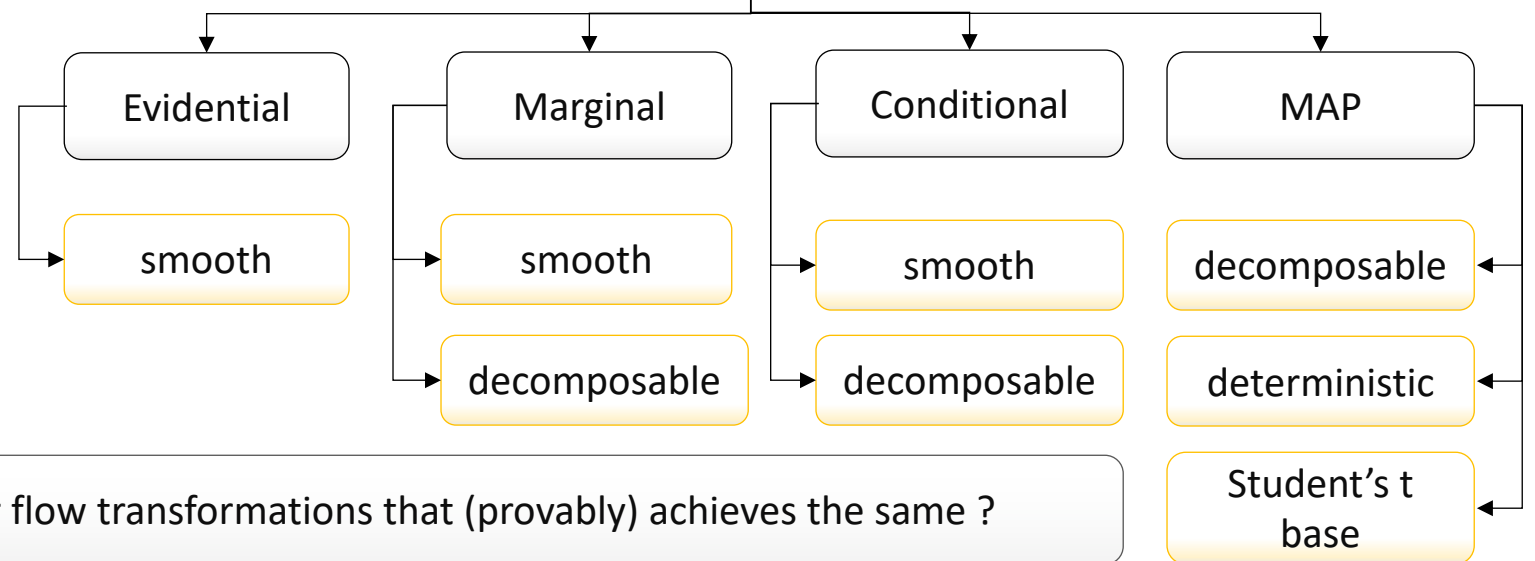 Evidential
Marginal
Conditional
MAP
smooth
smooth
smooth
decomposable
decomposable
decomposable
deterministic
flow transformations that (provably) achieves the same ?
Student’s t
base